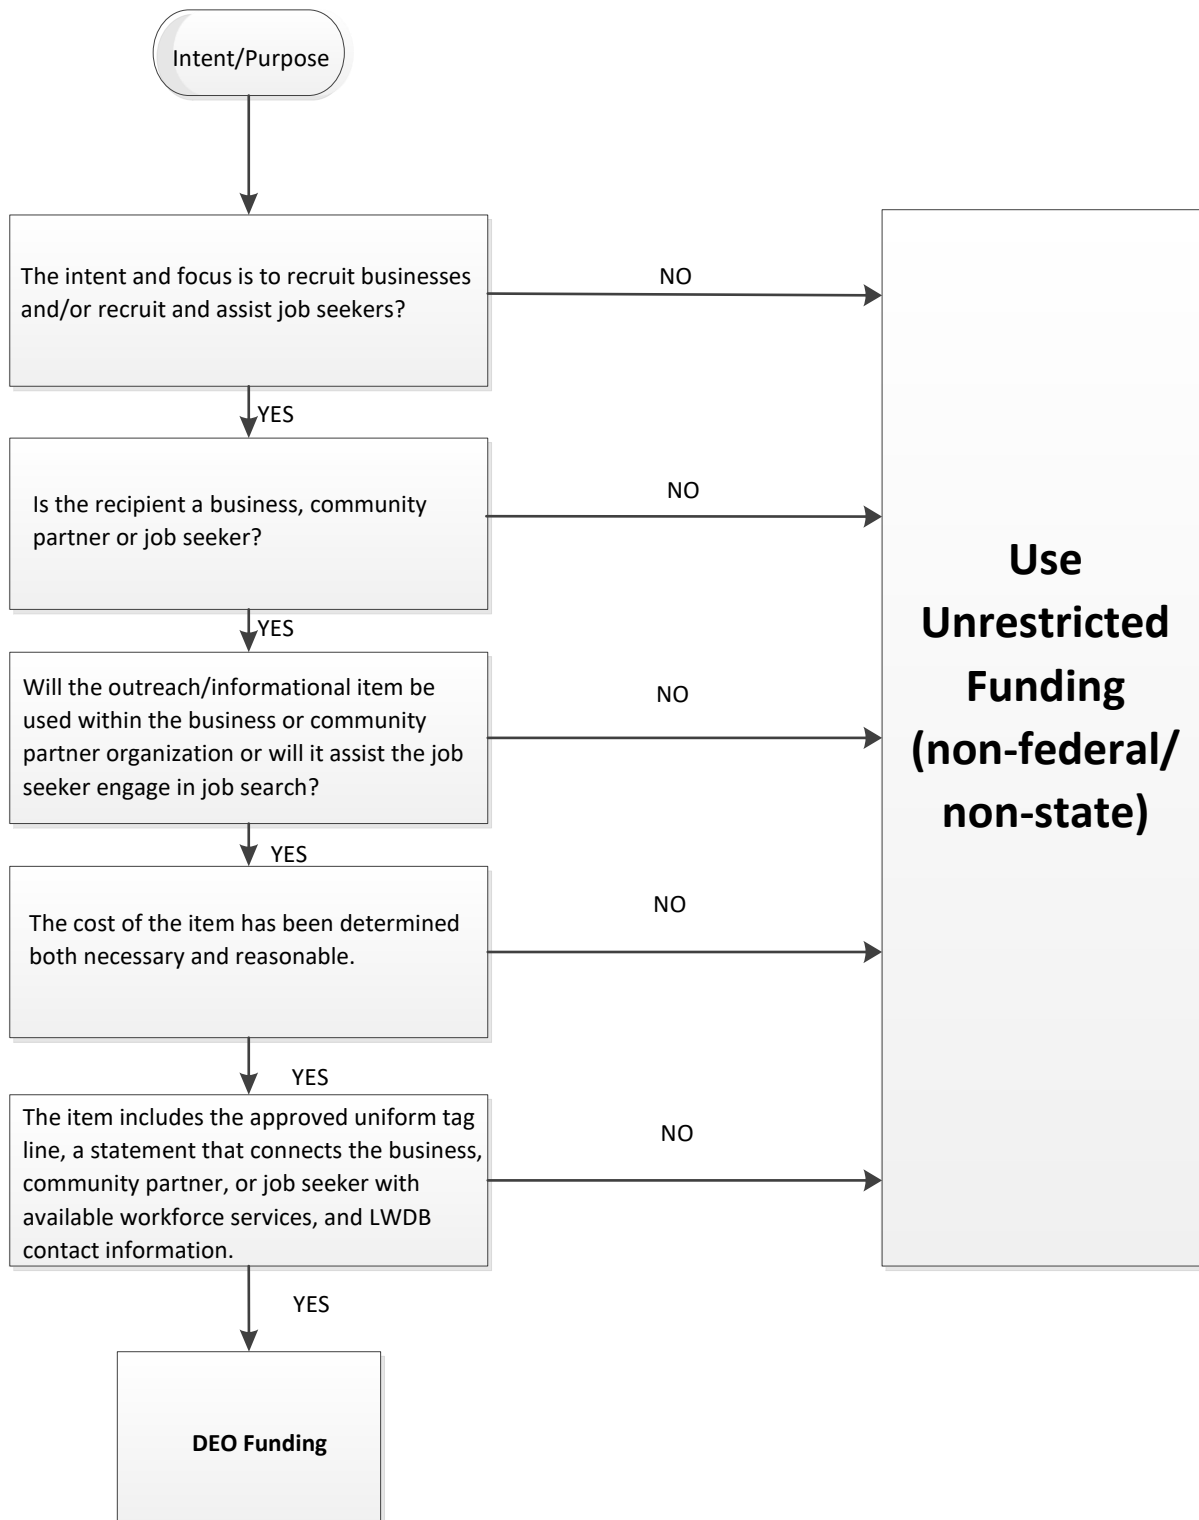 Intent/Purpose
The intent and focus is to recruit businesses
and/or recruit and assist job seekers?
NO
YES
Is the recipient a business, community
partner or job seeker?
NO
YES
Will the outreach/informational item be
used within the business or community
partner organization or will it assist the job
seeker engage in job search?
NO
YES
The cost of the item has been determined
both necessary and reasonable.
NO
YES
The item includes the approved uniform tag
line, a statement that connects the business,
community partner, or job seeker with
available workforce services, and LWDB
contact information.
NO
YES
DEO Funding
Use
Unrestricted
Funding
(non-federal/
non-state)